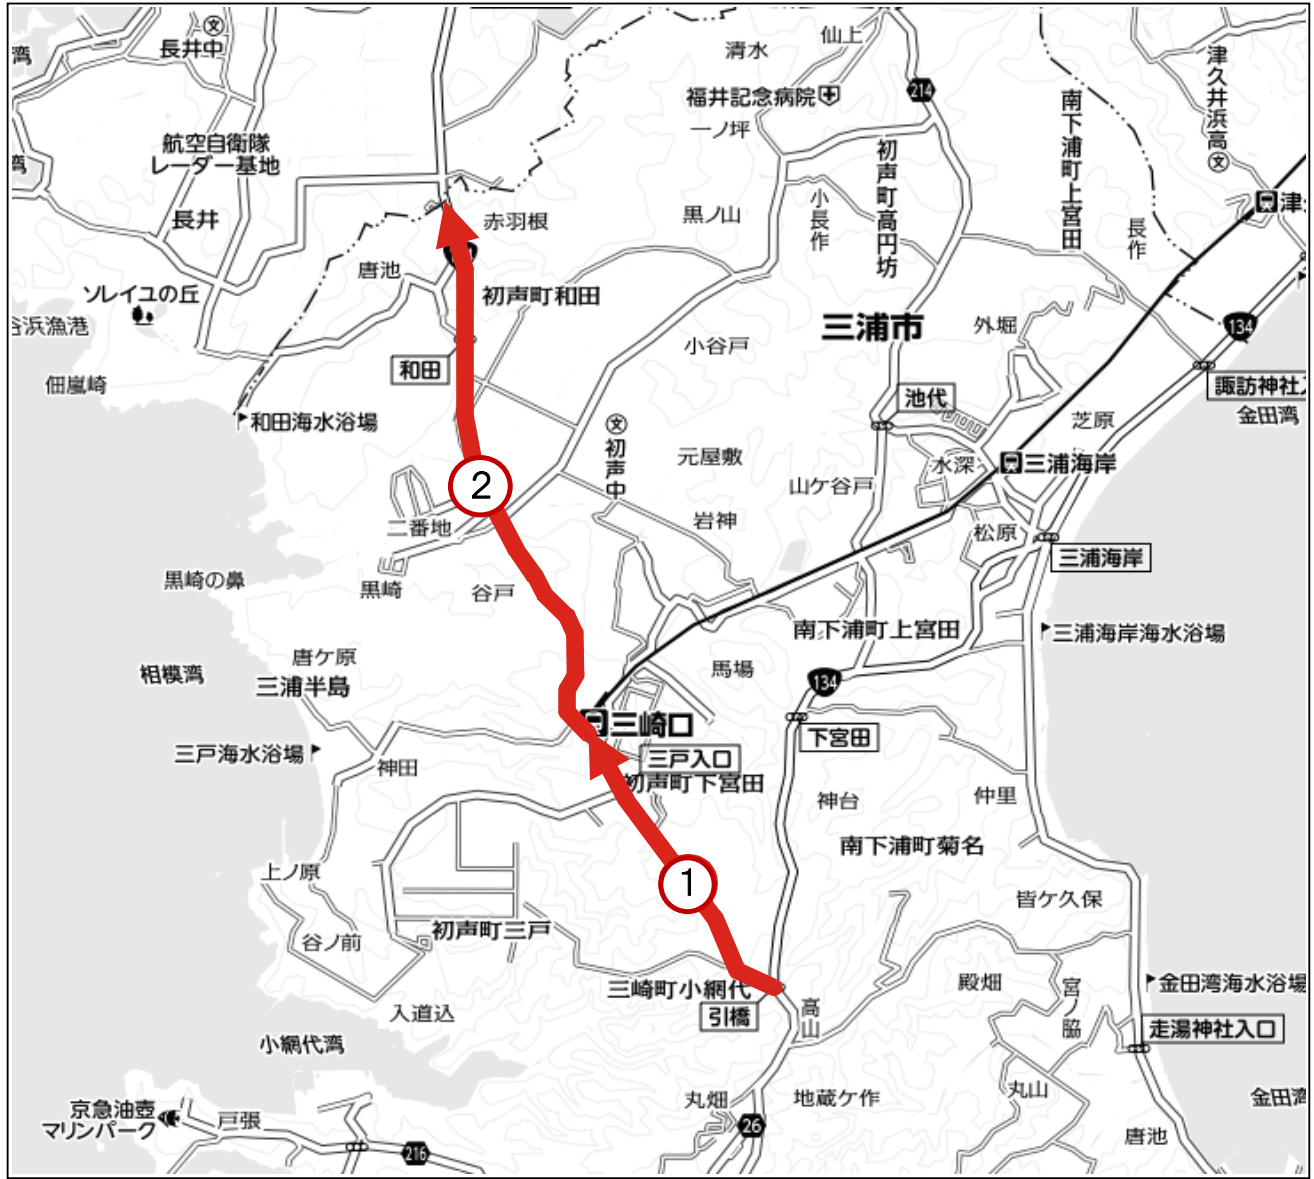 湾
長井中
仙上
清水
214
津久井浜高
福井記念病院
一ノ坪
南下浦町上宮田
航空自衛隊
レーダー基地
湾
初声町高円坊
長井
赤羽根
黒ノ山
小長作
長作
唐池
ソレイユの丘
初声町和田
三浦市
外堀
134
小谷戸
和田
佃嵐崎
池代
諏訪神社
金田湾
和田海水浴場
芝原
初声中
元屋敷
水深
三浦海岸
②
山ケ谷戸
二番地
岩神
松原
三浦海岸
黒崎の鼻
黒崎
谷戸
南下浦町上宮田
三浦海岸海水浴場
唐ケ原
相模湾
三浦半島
馬場
134
三崎口
下宮田
三戸海水浴場
三戸入口
神田
初声町下宮田
神台
仲里
南下浦町菊名
上ノ原
①
皆ケ久保
谷ノ前
初声町三戸
三崎町小網代
殿畑
宮ノ脇
金田湾海水浴場
入道込
引橋
高山
走湯神社入口
小網代湾
丸畑
地蔵ケ作
丸山
京急油壺
マリンパーク
戸張
216
26
唐池